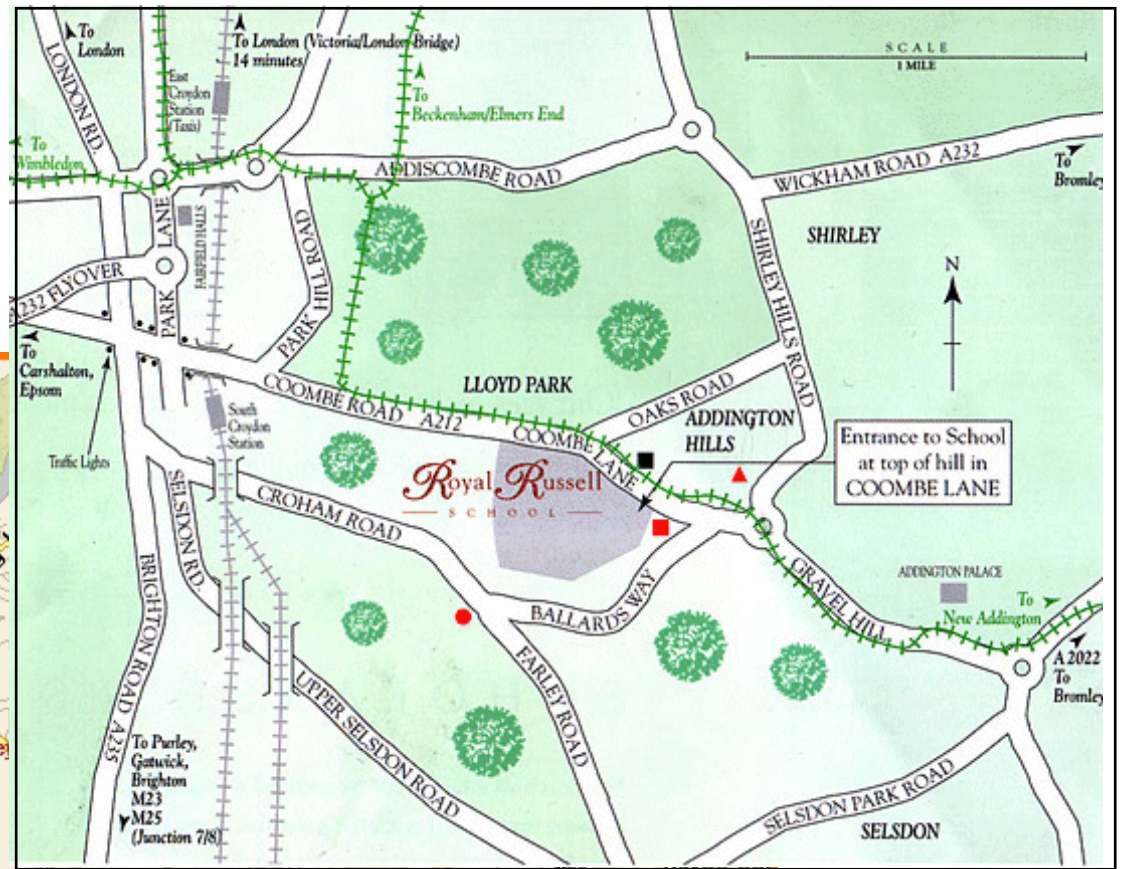 To
London
LONDON RD.
To London (Victoria/London Bridge)
14 minutes
East
Croydon
Station
(Taxis)
To
Beckenham/Elmers End
SCALE
1 MILE
To
Wimbledon
ADDISCOMBE ROAD
WICKHAM ROAD A232
To
Bromley
PARK LANE
FAIRFIELD HALLS
PARK HILL ROAD
SHIRLEY HILLS ROAD
SHIRLEY
N
A232 FLYOVER
To
Carshalton,
Epsom
LLOYD PARK
COOMBE ROAD A212
COOMBE LANE
OAKS ROAD
ADDINGTON
HILLS
Entrance to School
at top of hill in
COOMBE LANE
South
Croydon
Station
Traffic Lights
Royal Russell
SCHOOL
SELSDON RD.
CROHAM ROAD
BRIGHTON ROAD A235
BALLARDS WAY
GRAVEL HILL
ADDINGTON PALACE
To
New Addington
A2022
To
Bromley
FARLEY ROAD
UPPER SELSDON ROAD
To Purley,
Gatwick,
Brighton
M23
M25
(Junction 7/8)
SELSDON PARK ROAD
SELSDON